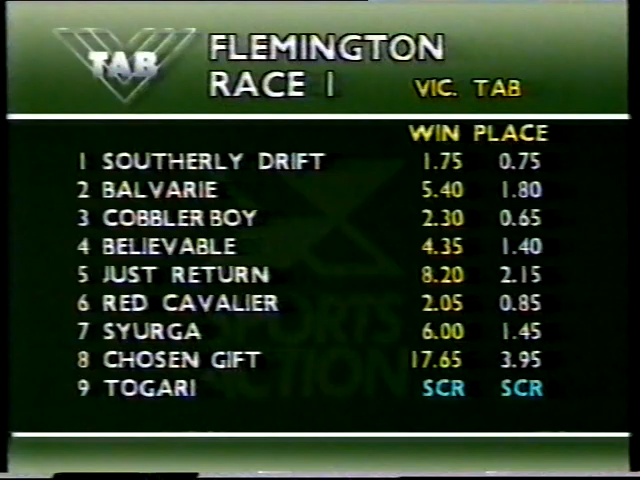 TAB
FLEMINGTON
RACE 1
VIC. TAB
WIN PLACE
1 SOUTHERLY DRIFT 1.75 0.75
2 BALVARIE 5.40 1.80
3 COBBLER BOY 2.30 0.65
4 BELIEVABLE 4.35 1.40
5 JUST RETURN 8.20 2.15
6 RED CAVALIER 2.05 0.85
7 SYURGA 6.00 1.45
8 CHOSEN GIFT 17.65 3.95
9 TOGARI SCR SCR
SPORTS
ACTION